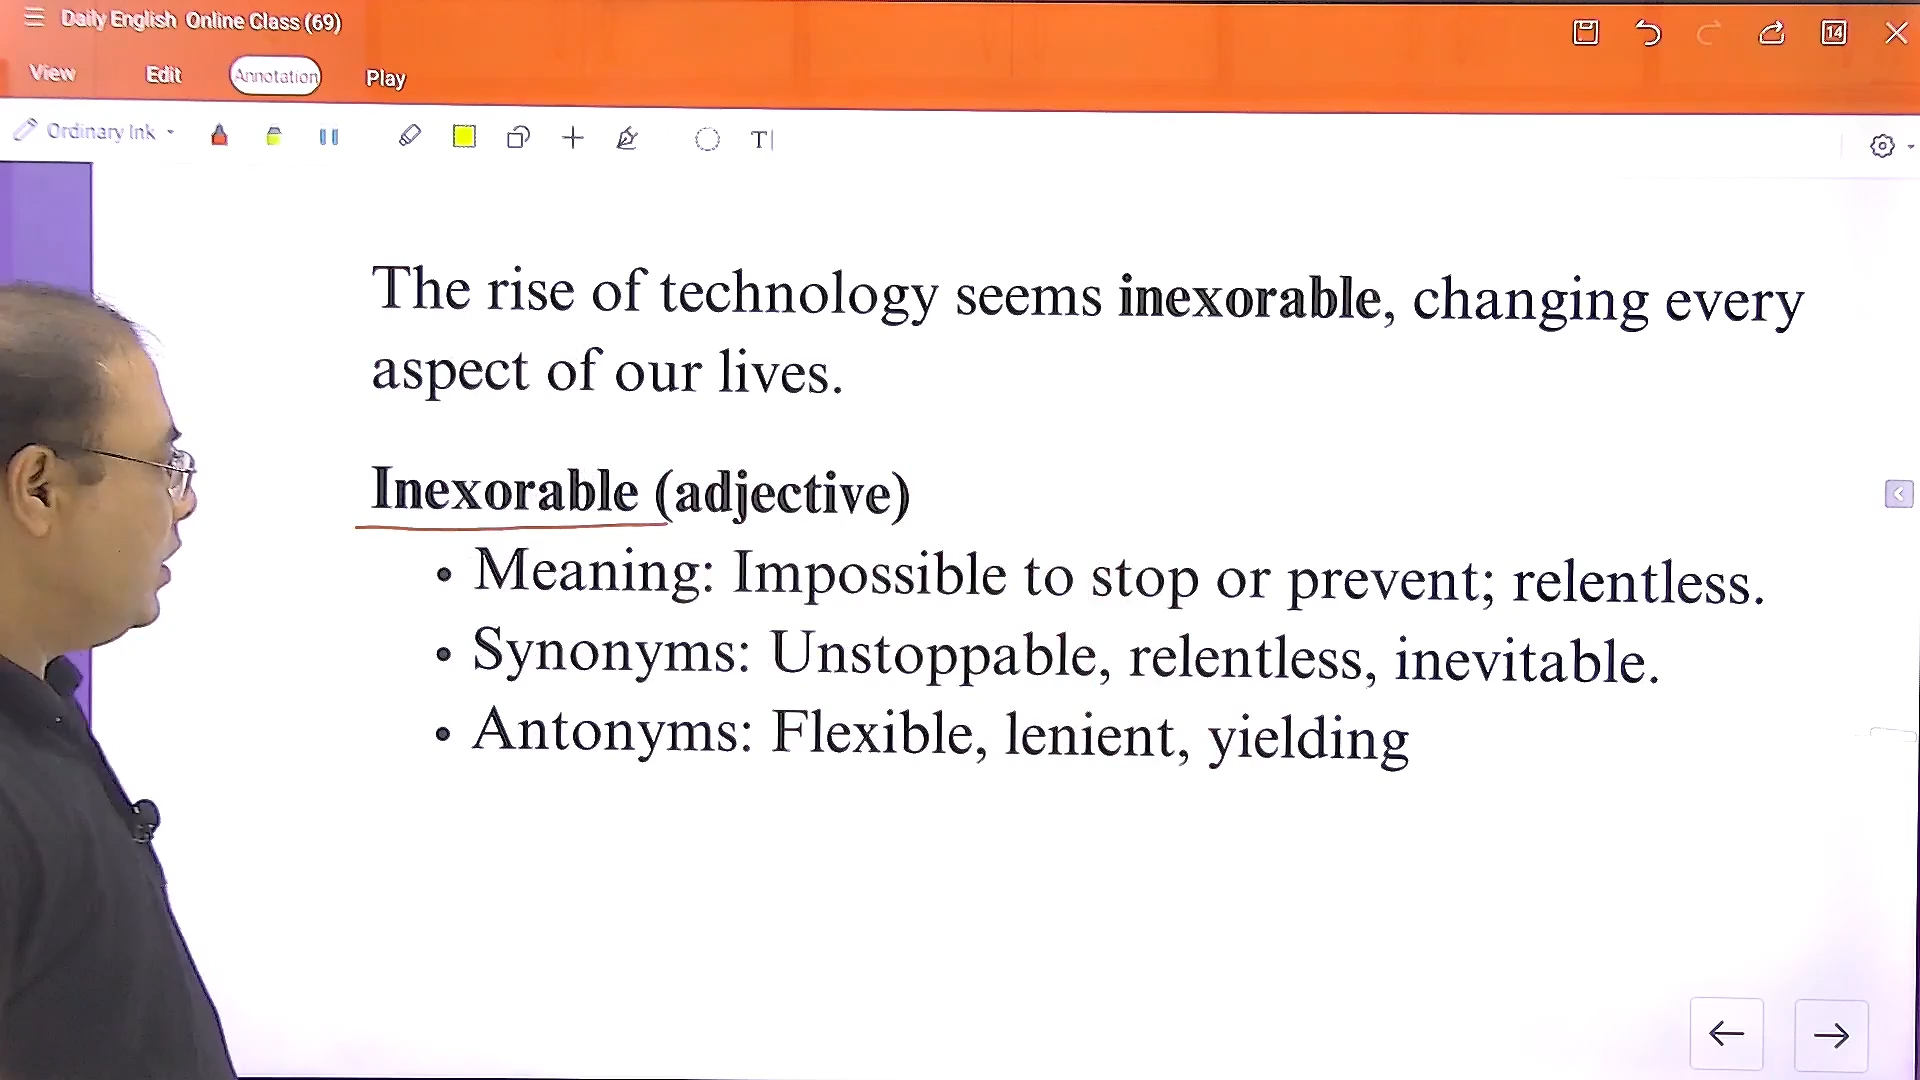 Daily English Online Class (69)
14
View Edit Annotation Play
Ordinary Ink
T
The rise of technology seems inexorable, changing every
aspect of our lives.
Inexorable (adjective)
• Meaning: Impossible to stop or prevent; relentless.
• Synonyms: Unstoppable, relentless, inevitable.
• Antonyms: Flexible, lenient, yielding